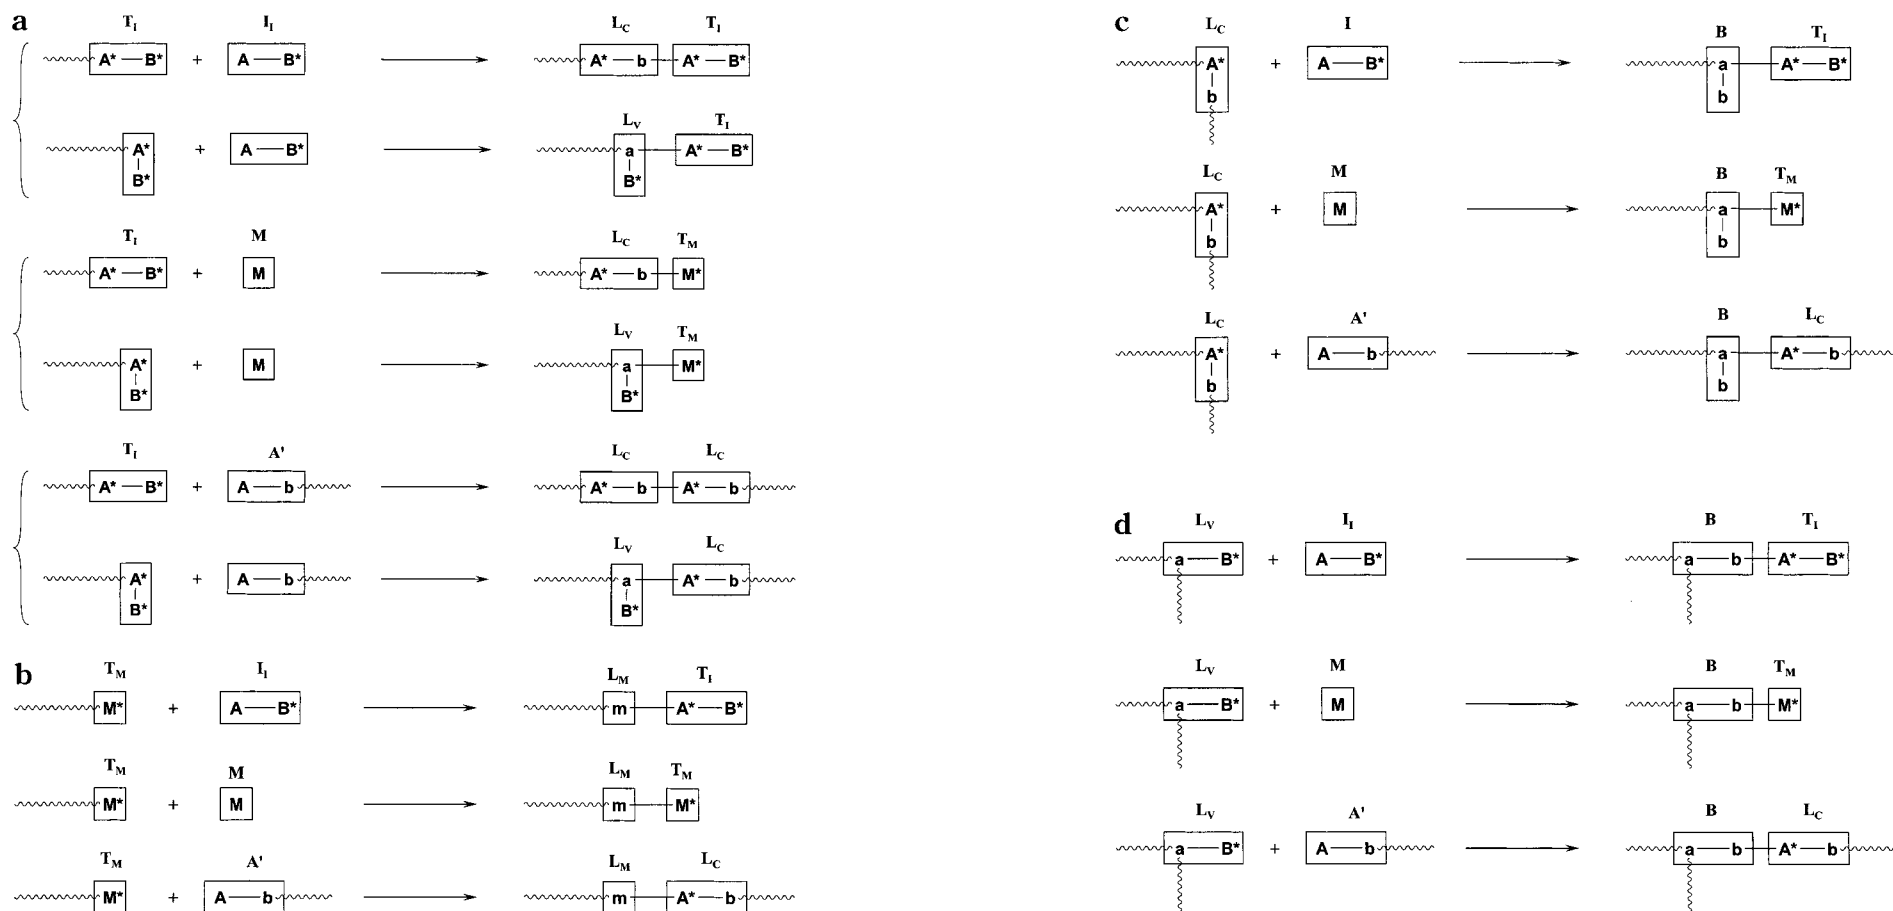 a
T_I I_I L_C T_I
A* — B* + A — B* → A* — b — A* — B*
L_V T_I
A* + A — B* → a — A* — B*
B* B*
T_I M L_C T_M
A* — B* + M → A* — b — M*
L_V T_M
A* + M → a — M*
B* B*
T_I A' L_C L_C
A* — B* + A — b → A* — b — A* — b
L_V L_C
A* + A — b → a — A* — b
B* B*
b
T_M I_I L_M T_I
M* + A — B* → m — A* — B*
T_M M L_M T_M
M* + M → m — M*
T_M A' L_M L_C
M* + A — b → m — A* — b
c
L_C I B T_I
A* + A — B* → a — A* — B*
b b
L_C M B T_M
A* + M → a — M*
b b
L_C A' B L_C
A* + A — b → a — A* — b
b b
d
L_V I_I B T_I
a — B* + A — B* → a — b — A* — B*
L_V M B T_M
a — B* + M → a — b — M*
L_V A' B L_C
a — B* + A — b → a — b — A* — b